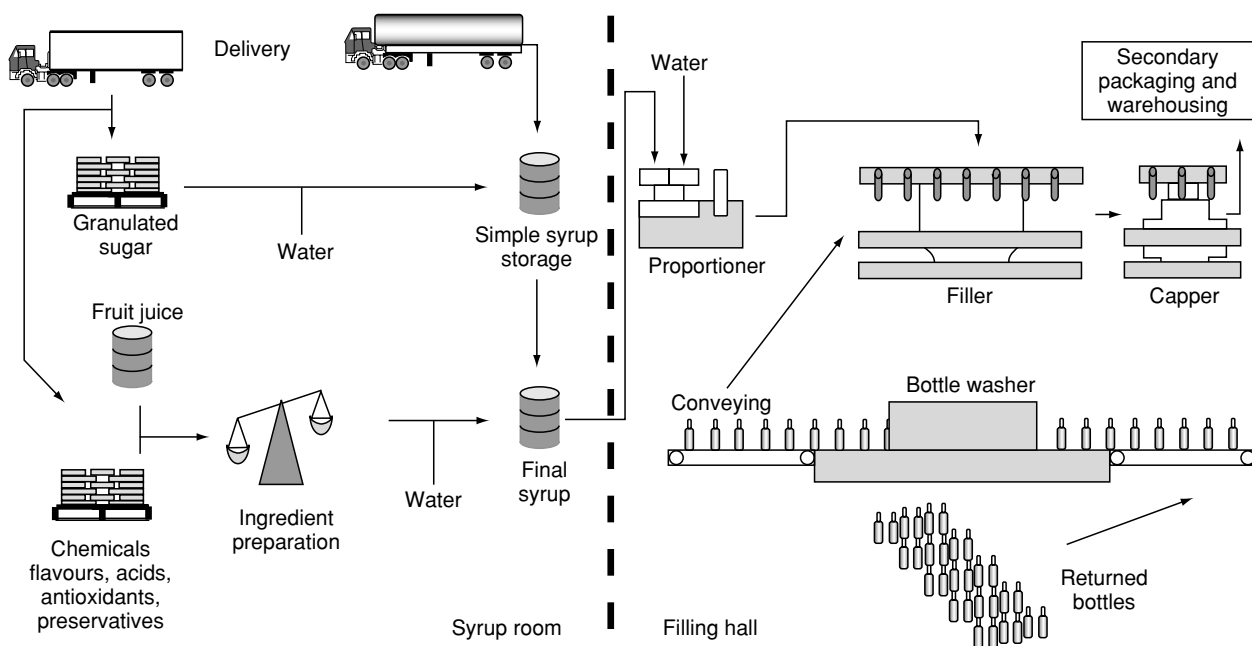 Delivery
Water
Secondary
packaging and
warehousing
Granulated
sugar
Water
Simple syrup
storage
Proportioner
Filler
Capper
Fruit juice
Conveying
Bottle washer
Ingredient
preparation
Water
Final
syrup
Chemicals
flavours, acids,
antioxidants,
preservatives
Returned
bottles
Syrup room
Filling hall